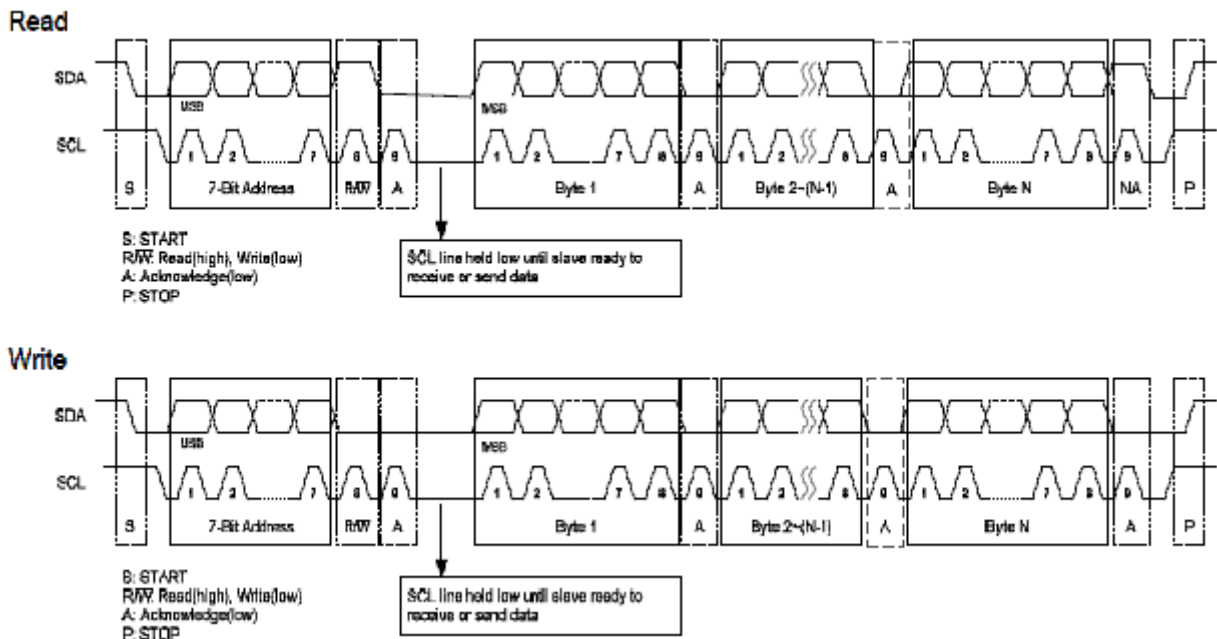 Read
SDA
MSB
MSB
SCL
1 2 ........ 7 8 9 1 2 ...... 7 8 9 1 2 8 9 1 2 ...... 7 8 9
S 7-Bit Address R/W A Byte 1 A Byte 2~(N-1) A Byte N NA P
S: START
R/W: Read(high), Write(low)
A: Acknowledge(low)
P: STOP
SCL line held low until slave ready to
receive or send data
Write
SDA
MSB
MSB
SCL
1 2 ........ 7 8 9 1 2 ...... 7 8 9 1 2 8 9 1 2 ...... 7 8 9
S 7-Bit Address R/W A Byte 1 A Byte 2~(N-1) A Byte N A P
S: START
R/W: Read(high), Write(low)
A: Acknowledge(low)
P: STOP
SCL line held low until slave ready to
receive or send data